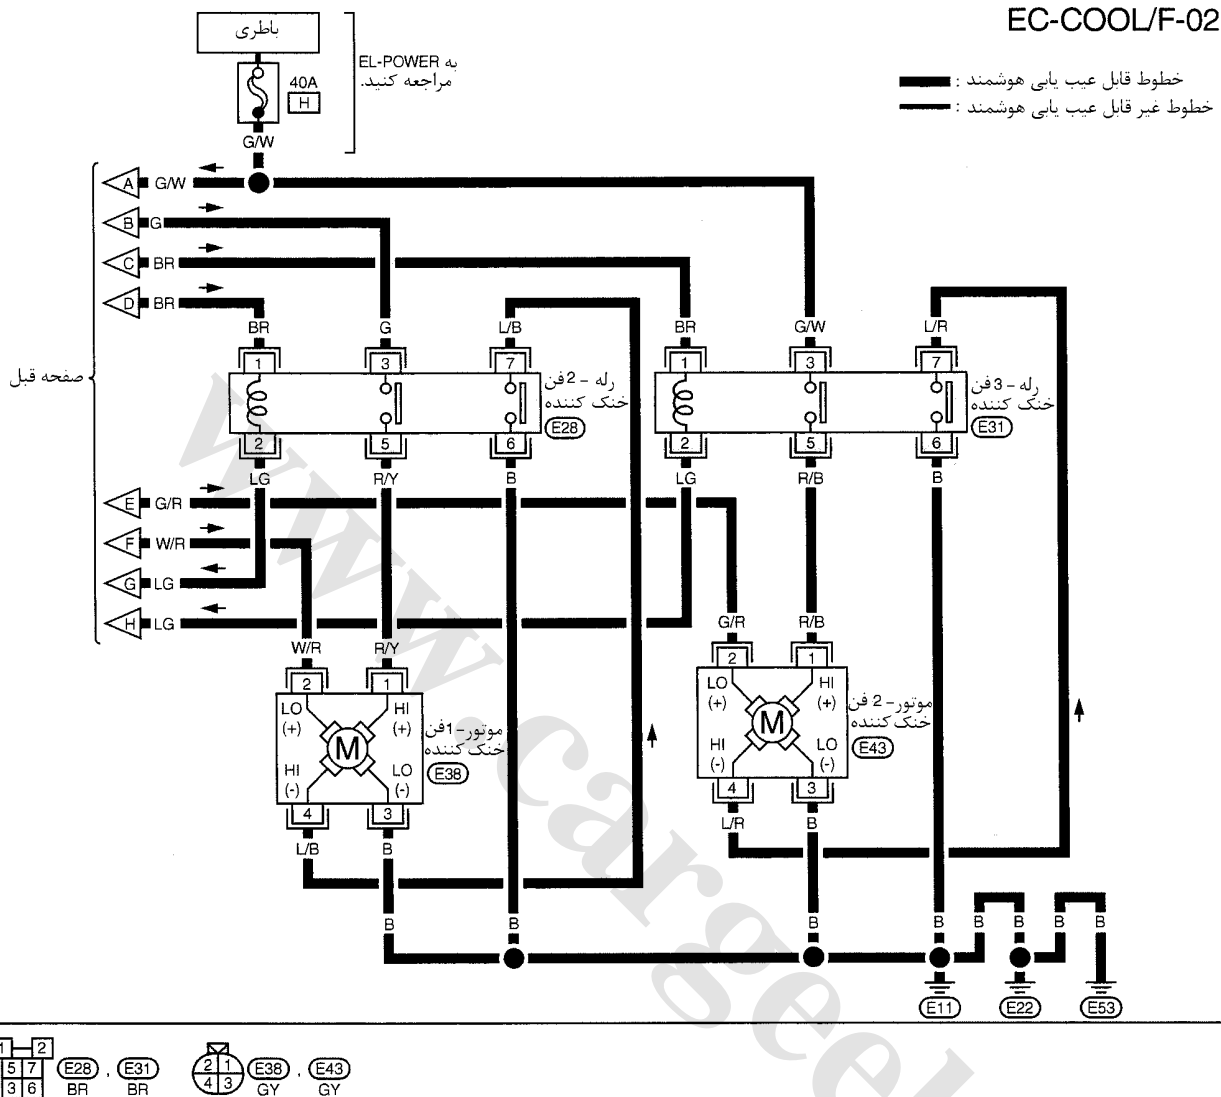 EC-COOL/F-02
باطری
به EL-POWER
مراجعه کنید.
40A
H
G/W
خطوط قابل عیب یابی هوشمند :
خطوط غیر قابل عیب یابی هوشمند :
صفحه قبل
A G/W
B G
C BR
D BR
BR G L/B BR G/W L/R
1 3 7 1 3 7
رله - 2فن
خنک کننده
E28
رله - 3فن
خنک کننده
E31
2 5 6 2 5 6
LG R/Y B LG R/B B
E G/R
F W/R
G LG
H LG
G/R R/B
W/R R/Y
2 1
LO HI
(+) (+)
M
HI LO
(-) (-)
4 3
موتور-1فن
خنک کننده
E38
2 1
LO HI
(+) (+)
M
HI LO
(-) (-)
4 3
موتور-2 فن
خنک کننده
E43
L/R B
L/B B
B B B B B B B B
E11 E22 E53
1 2
5 7
3 6
E28 , E31
BR BR
2 1
4 3
E38 , E43
GY GY
www.cargeek